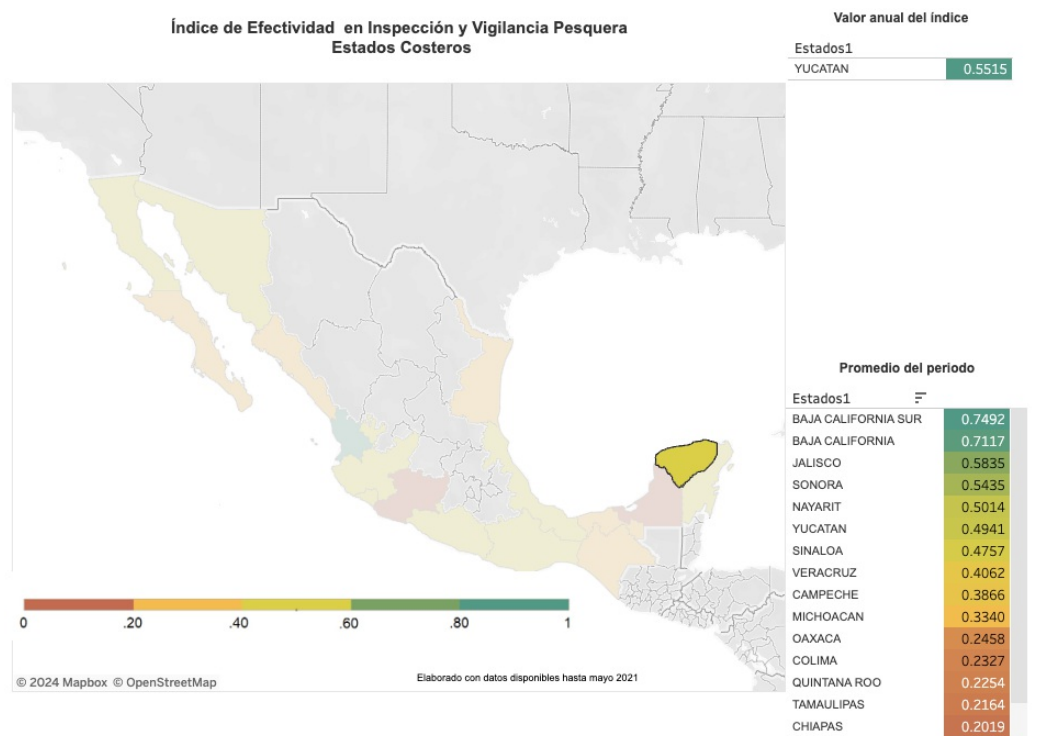 Índice de Efectividad en Inspección y Vigilancia Pesquera
Estados Costeros
Valor anual del índice
Estados1
YUCATAN 0.5515
Promedio del periodo
Estados1
BAJA CALIFORNIA SUR 0.7492
BAJA CALIFORNIA 0.7117
JALISCO 0.5835
SONORA 0.5435
NAYARIT 0.5014
YUCATAN 0.4941
SINALOA 0.4757
VERACRUZ 0.4062
CAMPECHE 0.3866
MICHOACAN 0.3340
OAXACA 0.2458
COLIMA 0.2327
QUINTANA ROO 0.2254
TAMAULIPAS 0.2164
CHIAPAS 0.2019
0 .20 .40 .60 .80 1
© 2024 Mapbox © OpenStreetMap
Elaborado con datos disponibles hasta mayo 2021